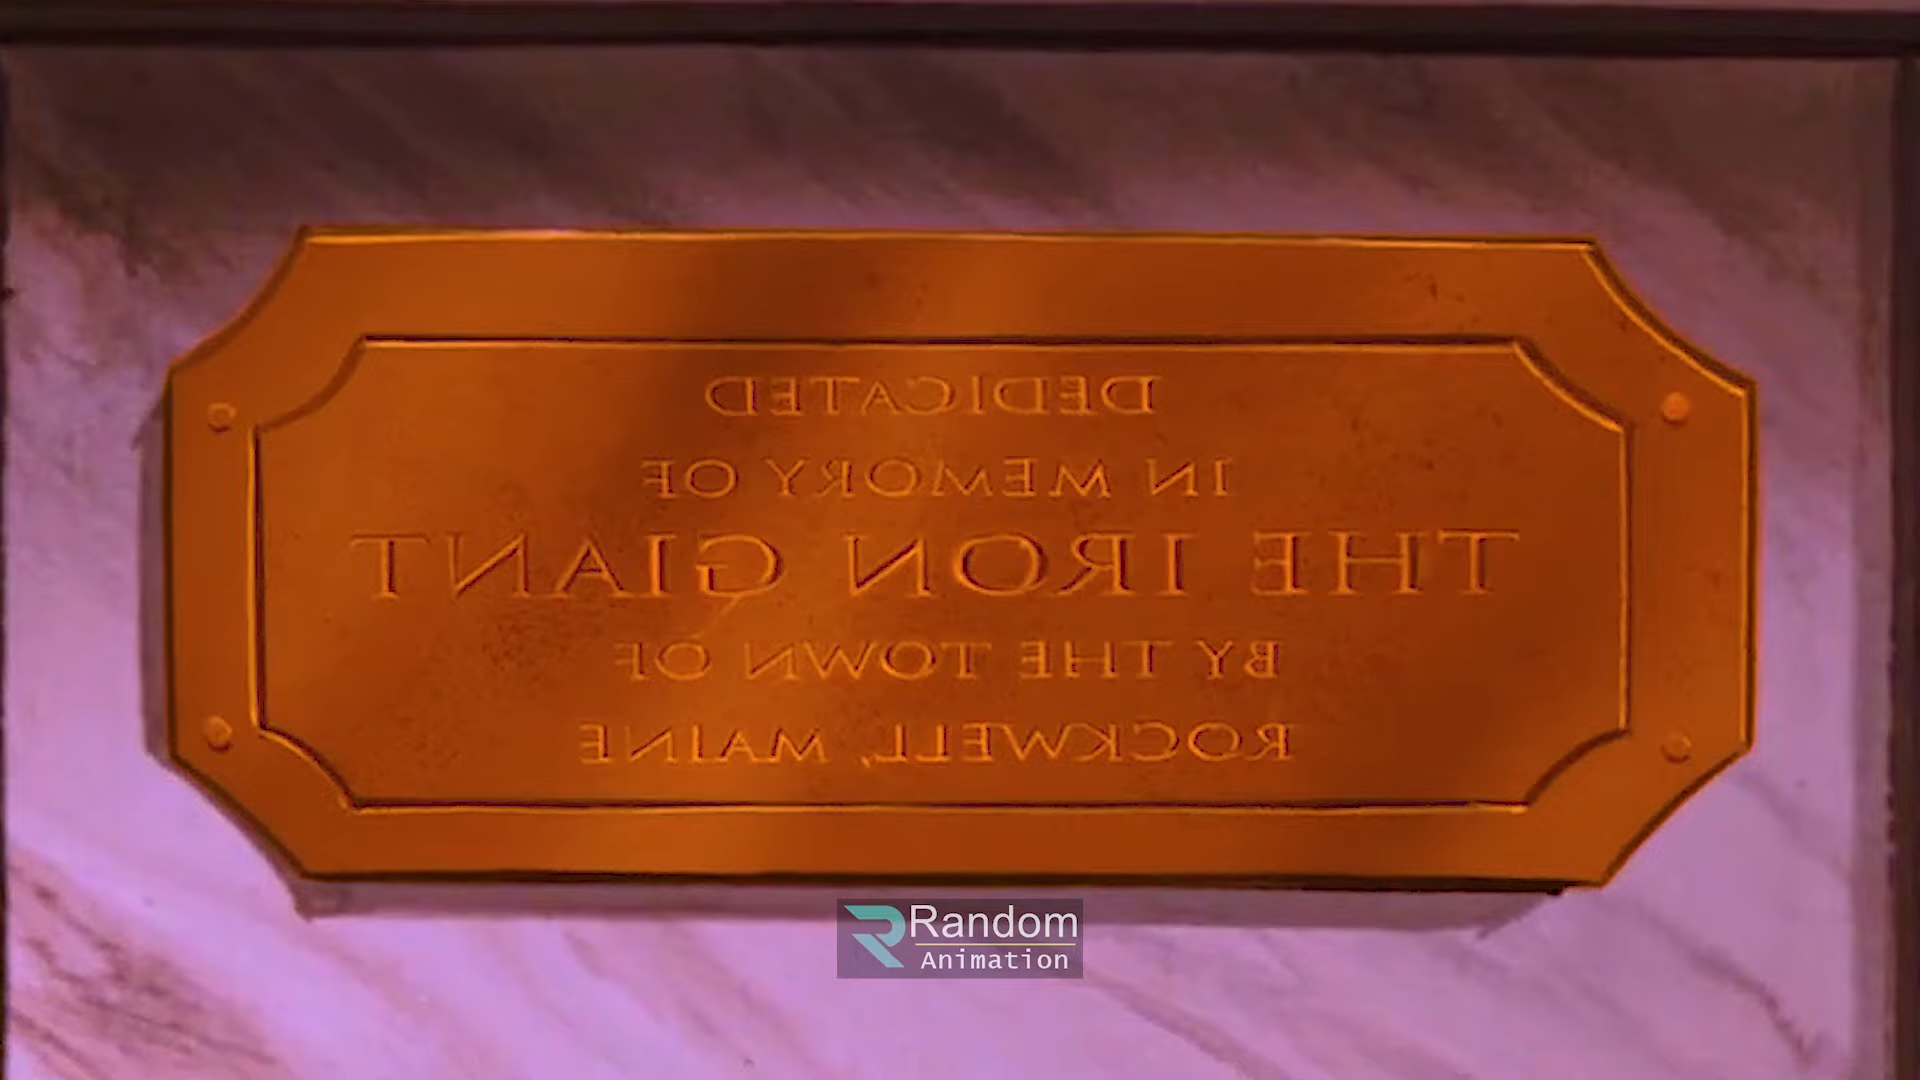 DEDICATED
IN MEMORY OF
THE IRON GIANT
BY THE TOWN OF
ROCKWELL, MAINE
Random
Animation